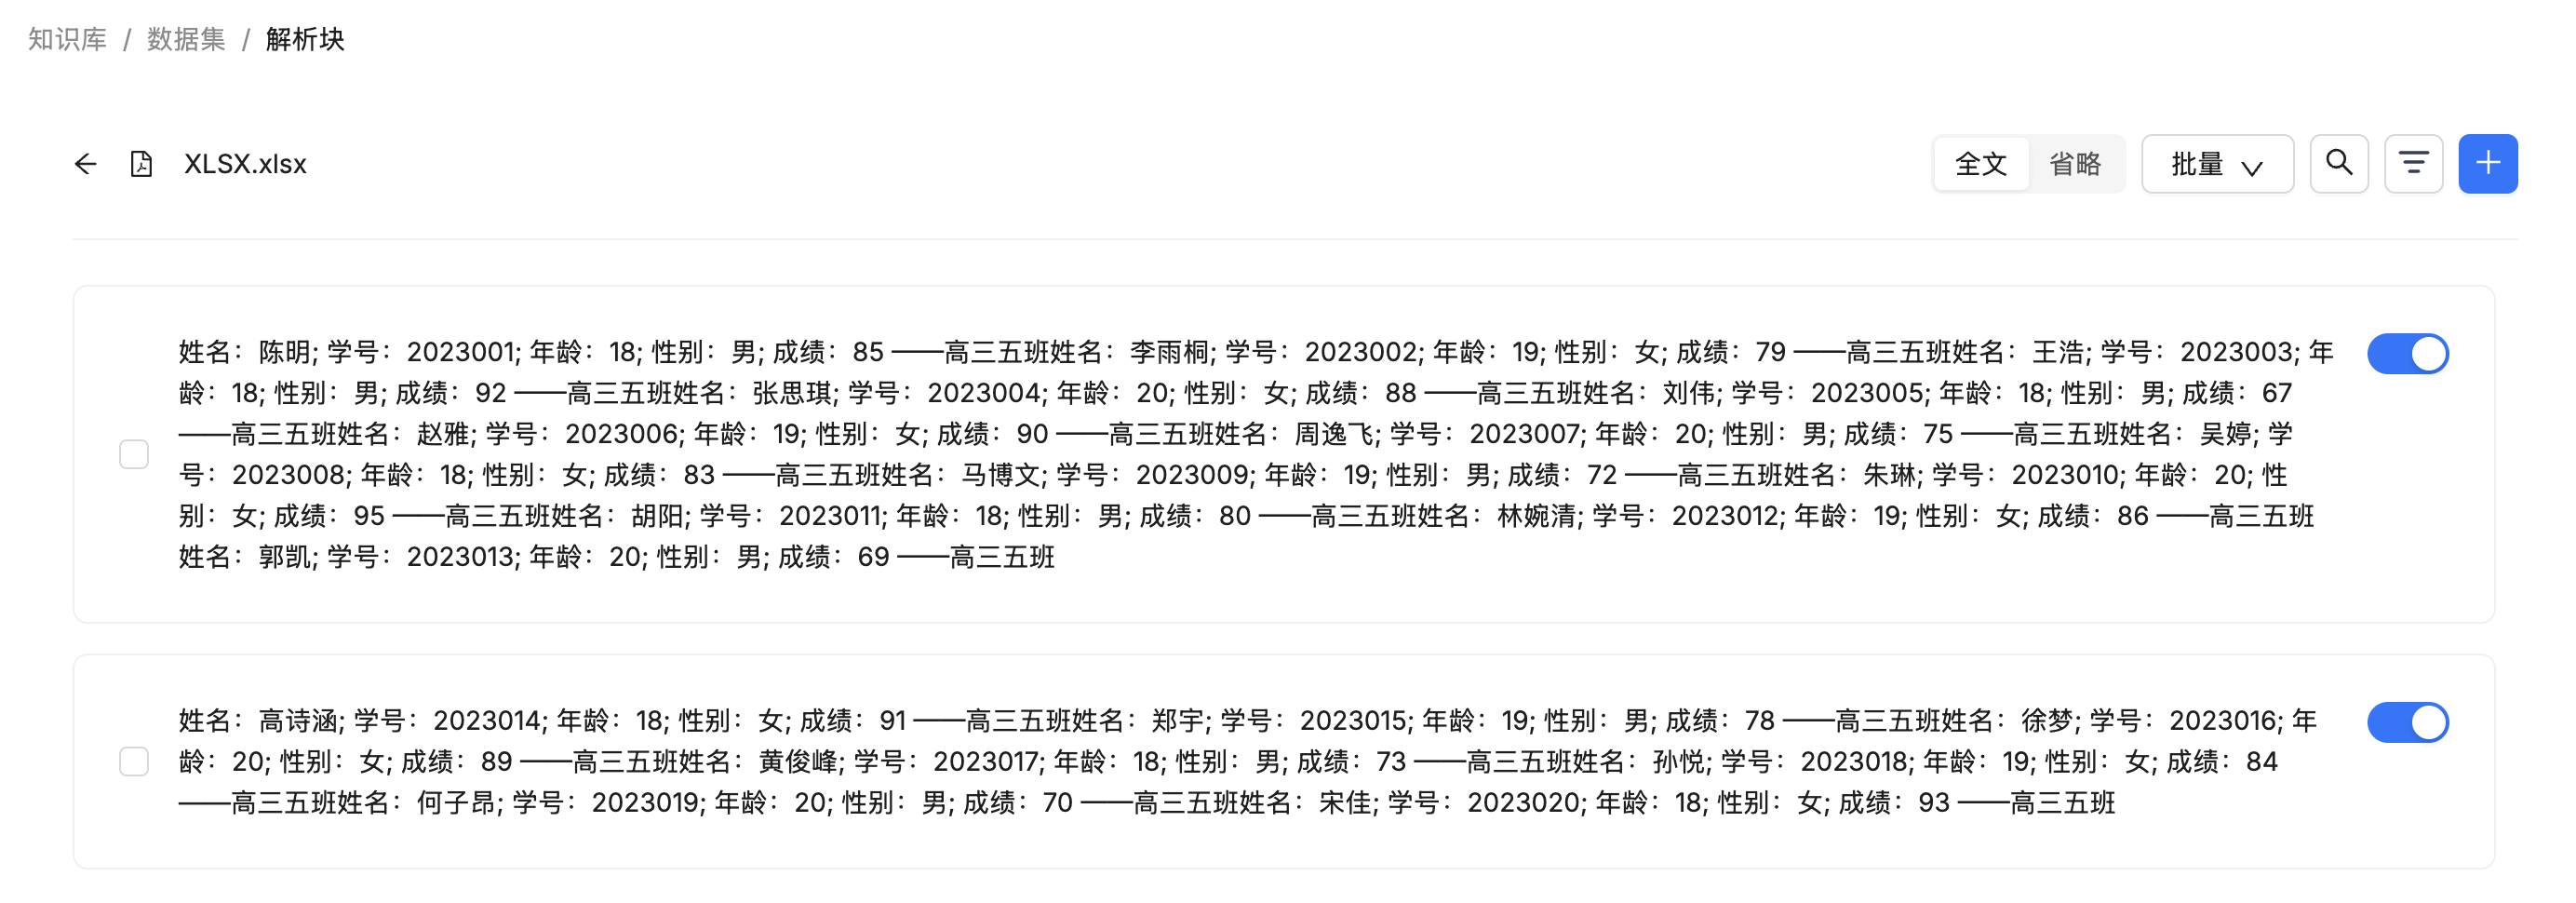 知识库 / 数据集 / 解析块
XLSX.xlsx
全文 省略 批量
姓名：陈明; 学号：2023001; 年龄：18; 性别：男; 成绩：85 ——高三五班姓名：李雨桐; 学号：2023002; 年龄：19; 性别：女; 成绩：79 ——高三五班姓名：王浩; 学号：2023003; 年
龄：18; 性别：男; 成绩：92 ——高三五班姓名：张思琪; 学号：2023004; 年龄：20; 性别：女; 成绩：88 ——高三五班姓名：刘伟; 学号：2023005; 年龄：18; 性别：男; 成绩：67
——高三五班姓名：赵雅; 学号：2023006; 年龄：19; 性别：女; 成绩：90 ——高三五班姓名：周逸飞; 学号：2023007; 年龄：20; 性别：男; 成绩：75 ——高三五班姓名：吴婷; 学
号：2023008; 年龄：18; 性别：女; 成绩：83 ——高三五班姓名：马博文; 学号：2023009; 年龄：19; 性别：男; 成绩：72 ——高三五班姓名：朱琳; 学号：2023010; 年龄：20; 性
别：女; 成绩：95 ——高三五班姓名：胡阳; 学号：2023011; 年龄：18; 性别：男; 成绩：80 ——高三五班姓名：林婉清; 学号：2023012; 年龄：19; 性别：女; 成绩：86 ——高三五班
姓名：郭凯; 学号：2023013; 年龄：20; 性别：男; 成绩：69 ——高三五班
姓名：高诗涵; 学号：2023014; 年龄：18; 性别：女; 成绩：91 ——高三五班姓名：郑宇; 学号：2023015; 年龄：19; 性别：男; 成绩：78 ——高三五班姓名：徐梦; 学号：2023016; 年
龄：20; 性别：女; 成绩：89 ——高三五班姓名：黄俊峰; 学号：2023017; 年龄：18; 性别：男; 成绩：73 ——高三五班姓名：孙悦; 学号：2023018; 年龄：19; 性别：女; 成绩：84
——高三五班姓名：何子昂; 学号：2023019; 年龄：20; 性别：男; 成绩：70 ——高三五班姓名：宋佳; 学号：2023020; 年龄：18; 性别：女; 成绩：93 ——高三五班